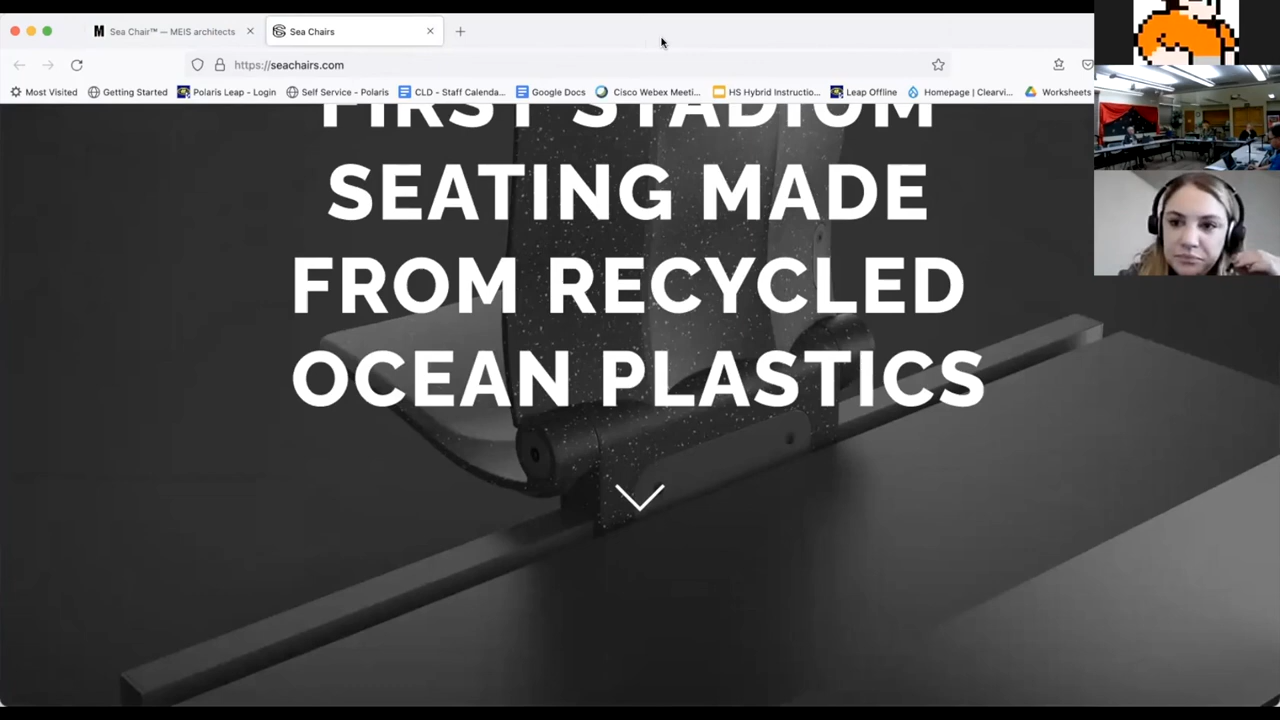 Sea Chair™ — MEIS architects
Sea Chairs
https://seachairs.com
Most Visited
Getting Started
Polaris Leap - Login
Self Service - Polaris
CLD - Staff Calenda...
Google Docs
Cisco Webex Meeti...
HS Hybrid Instructio...
Leap Offline
Homepage | Clearvi...
Worksheets
FIRST STADIUM
SEATING MADE
FROM RECYCLED
OCEAN PLASTICS